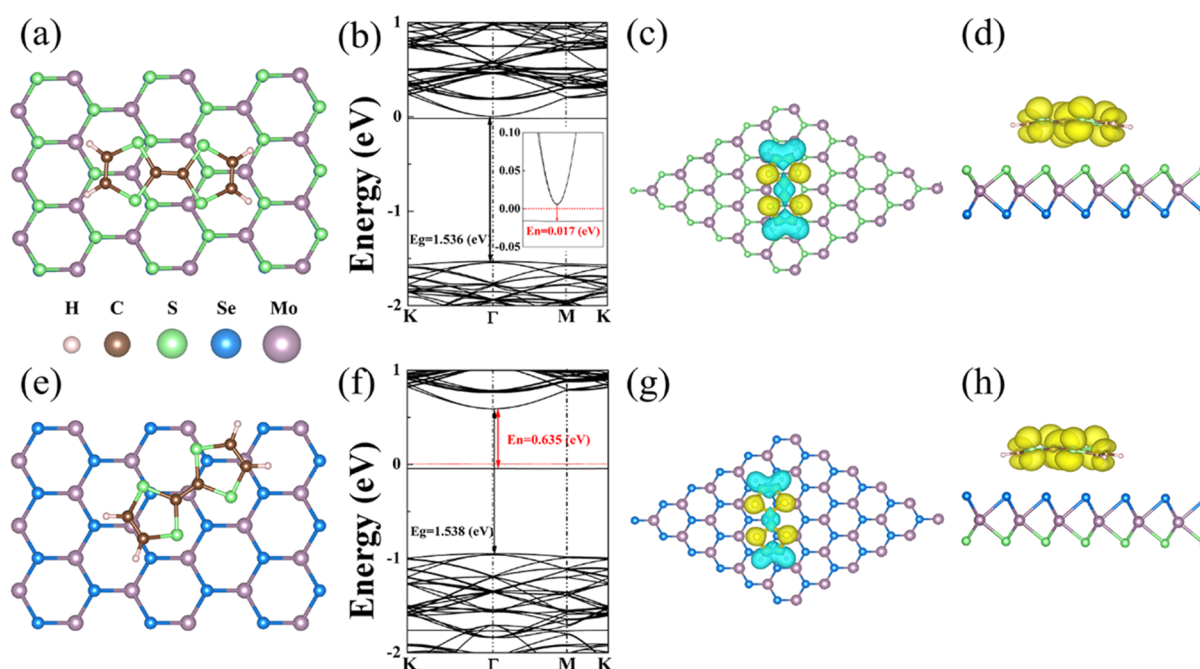 (a)
(b)
(c)
(d)
Energy (eV)
1
0
-1
-2
K
Γ
M
K
Eg=1.536 (eV)
0.10
0.05
0.00
-0.05
En=0.017 (eV)
H
C
S
Se
Mo
(e)
(f)
(g)
(h)
Energy (eV)
1
0
-1
-2
K
Γ
M
K
En=0.635 (eV)
Eg=1.538 (eV)